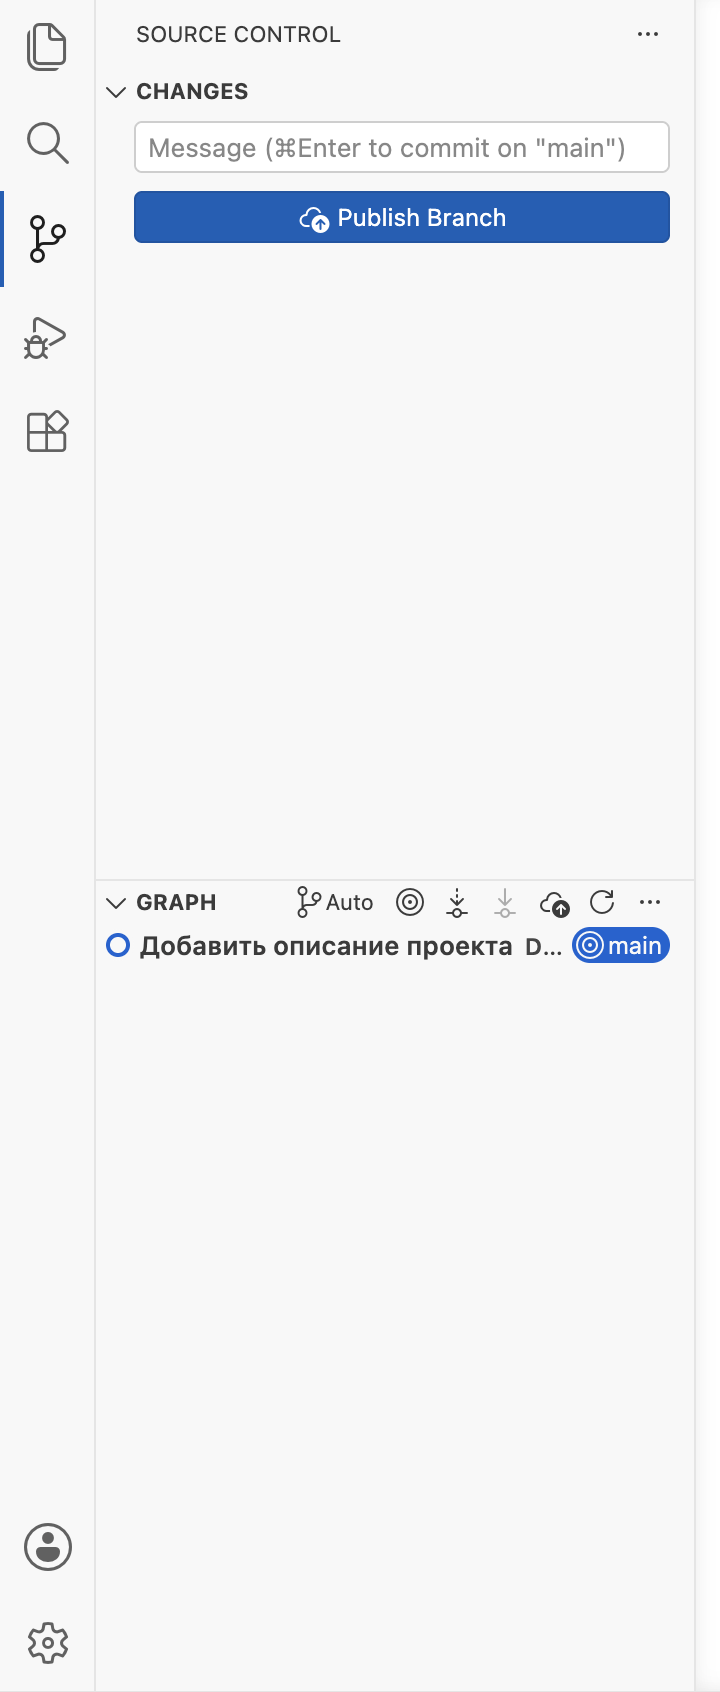 SOURCE CONTROL
CHANGES
Message (⌘Enter to commit on "main")
Publish Branch
GRAPH Auto
Добавить описание проекта D... main